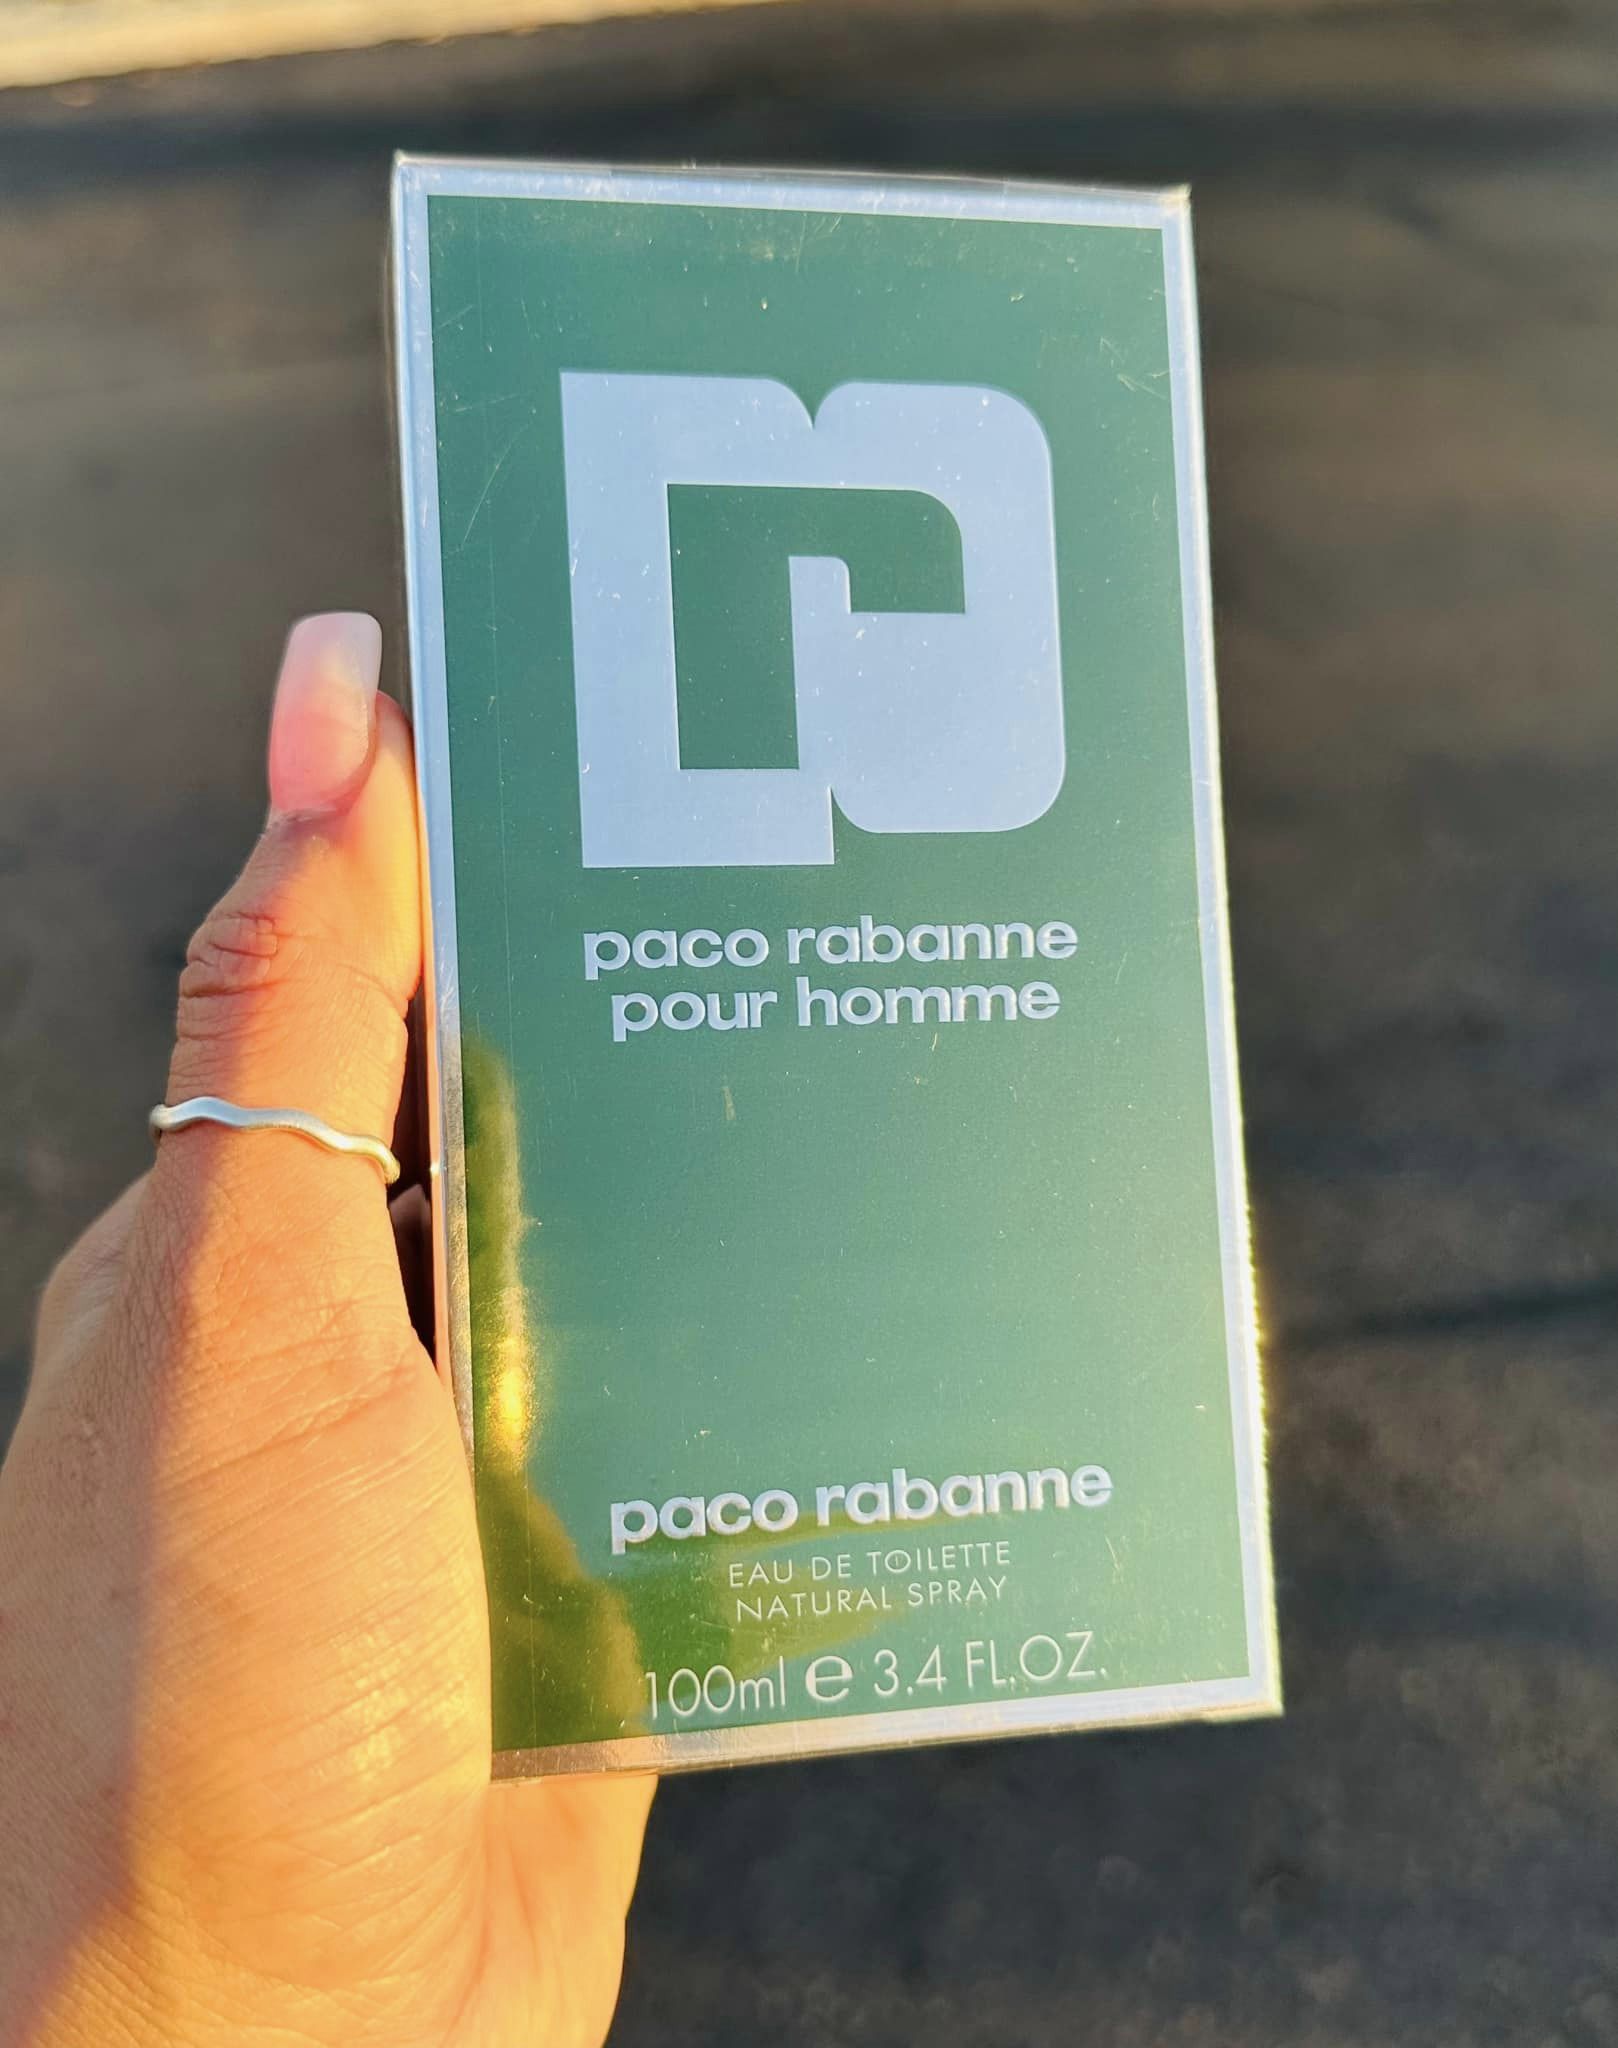 paco rabanne
pour homme
paco rabanne
EAU DE TOILETTE
NATURAL SPRAY
100ml e 3.4 FL.OZ.